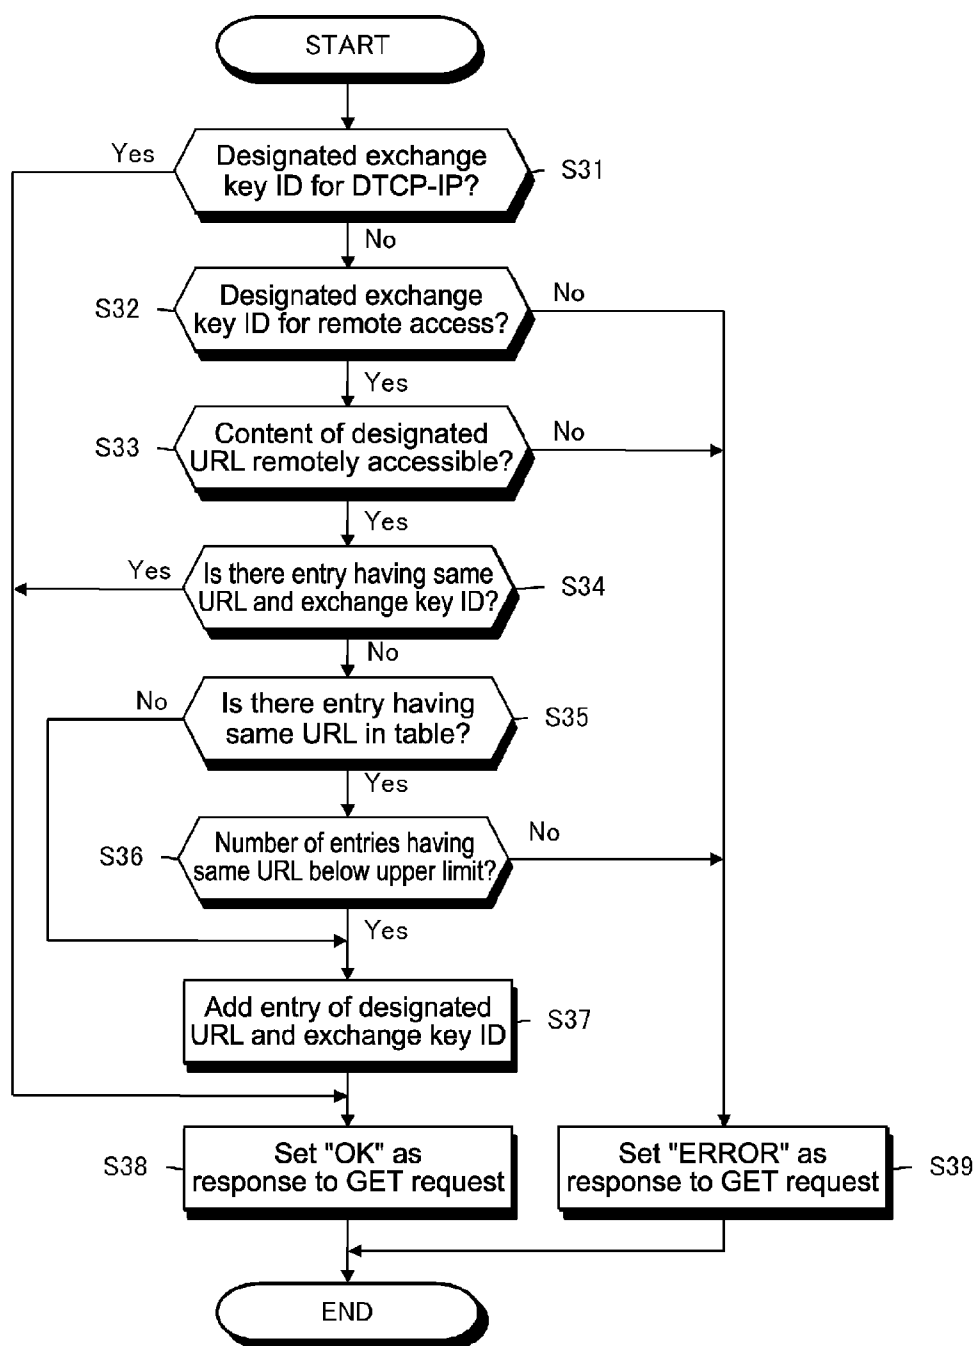 START
Yes
Designated exchange
key ID for DTCP-IP?
S31
No
S32
Designated exchange
key ID for remote access?
No
Yes
S33
Content of designated
URL remotely accessible?
No
Yes
Yes
Is there entry having same
URL and exchange key ID?
S34
No
No
Is there entry having
same URL in table?
S35
Yes
S36
Number of entries having
same URL below upper limit?
No
Yes
Add entry of designated
URL and exchange key ID
S37
S38
Set "OK" as
response to GET request
Set "ERROR" as
response to GET request
S39
END